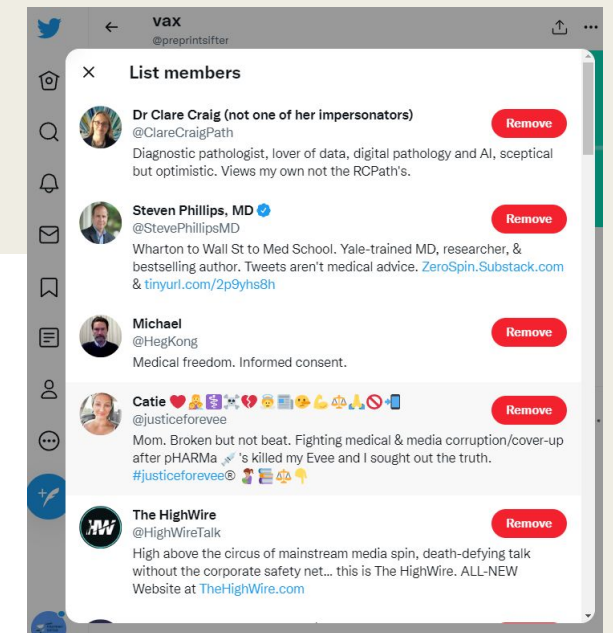 vax
@preprintsifter
List members
Dr Clare Craig (not one of her impersonators)
@ClareCraigPath
Remove
Diagnostic pathologist, lover of data, digital pathology and AI, sceptical
but optimistic. Views my own not the RCPath's.
Steven Phillips, MD
@StevePhillipsMD
Remove
Wharton to Wall St to Med School. Yale-trained MD, researcher, &
bestselling author. Tweets aren't medical advice. ZeroSpin.Substack.com
& tinyurl.com/2p9yhs8h
Michael
@HegKong
Remove
Medical freedom. Informed consent.
Catie
@justiceforevee
Remove
Mom. Broken but not beat. Fighting medical & media corruption/cover-up
after pHARMa 's killed my Evee and I sought out the truth.
#justiceforevee®
HW
The HighWire
@HighWireTalk
Remove
High above the circus of mainstream media spin, death-defying talk
without the corporate safety net... this is The HighWire. ALL-NEW
Website at TheHighWire.com